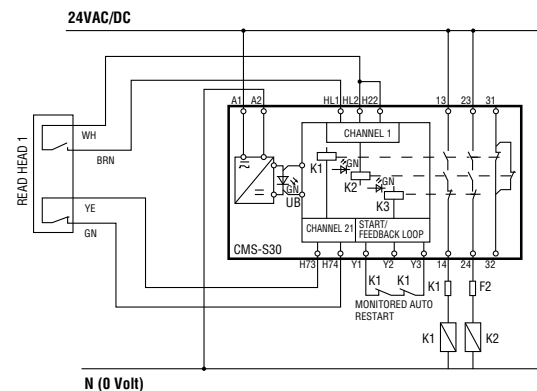 24VAC/DC
A1 A2 HL1 HL2 H22 13 23 31
READ HEAD 1
WH
BRN
YE
GN
CHANNEL 1
K1
GN
K2
GN
K3
GN
UB
CHANNEL 21
START/
FEEDBACK LOOP
CMS-S30
H73 H74 Y1 Y2 Y3 14 24 32
K1 K1
MONITORED AUTO
RESTART
K1 F2
K1 K2
N (0 Volt)